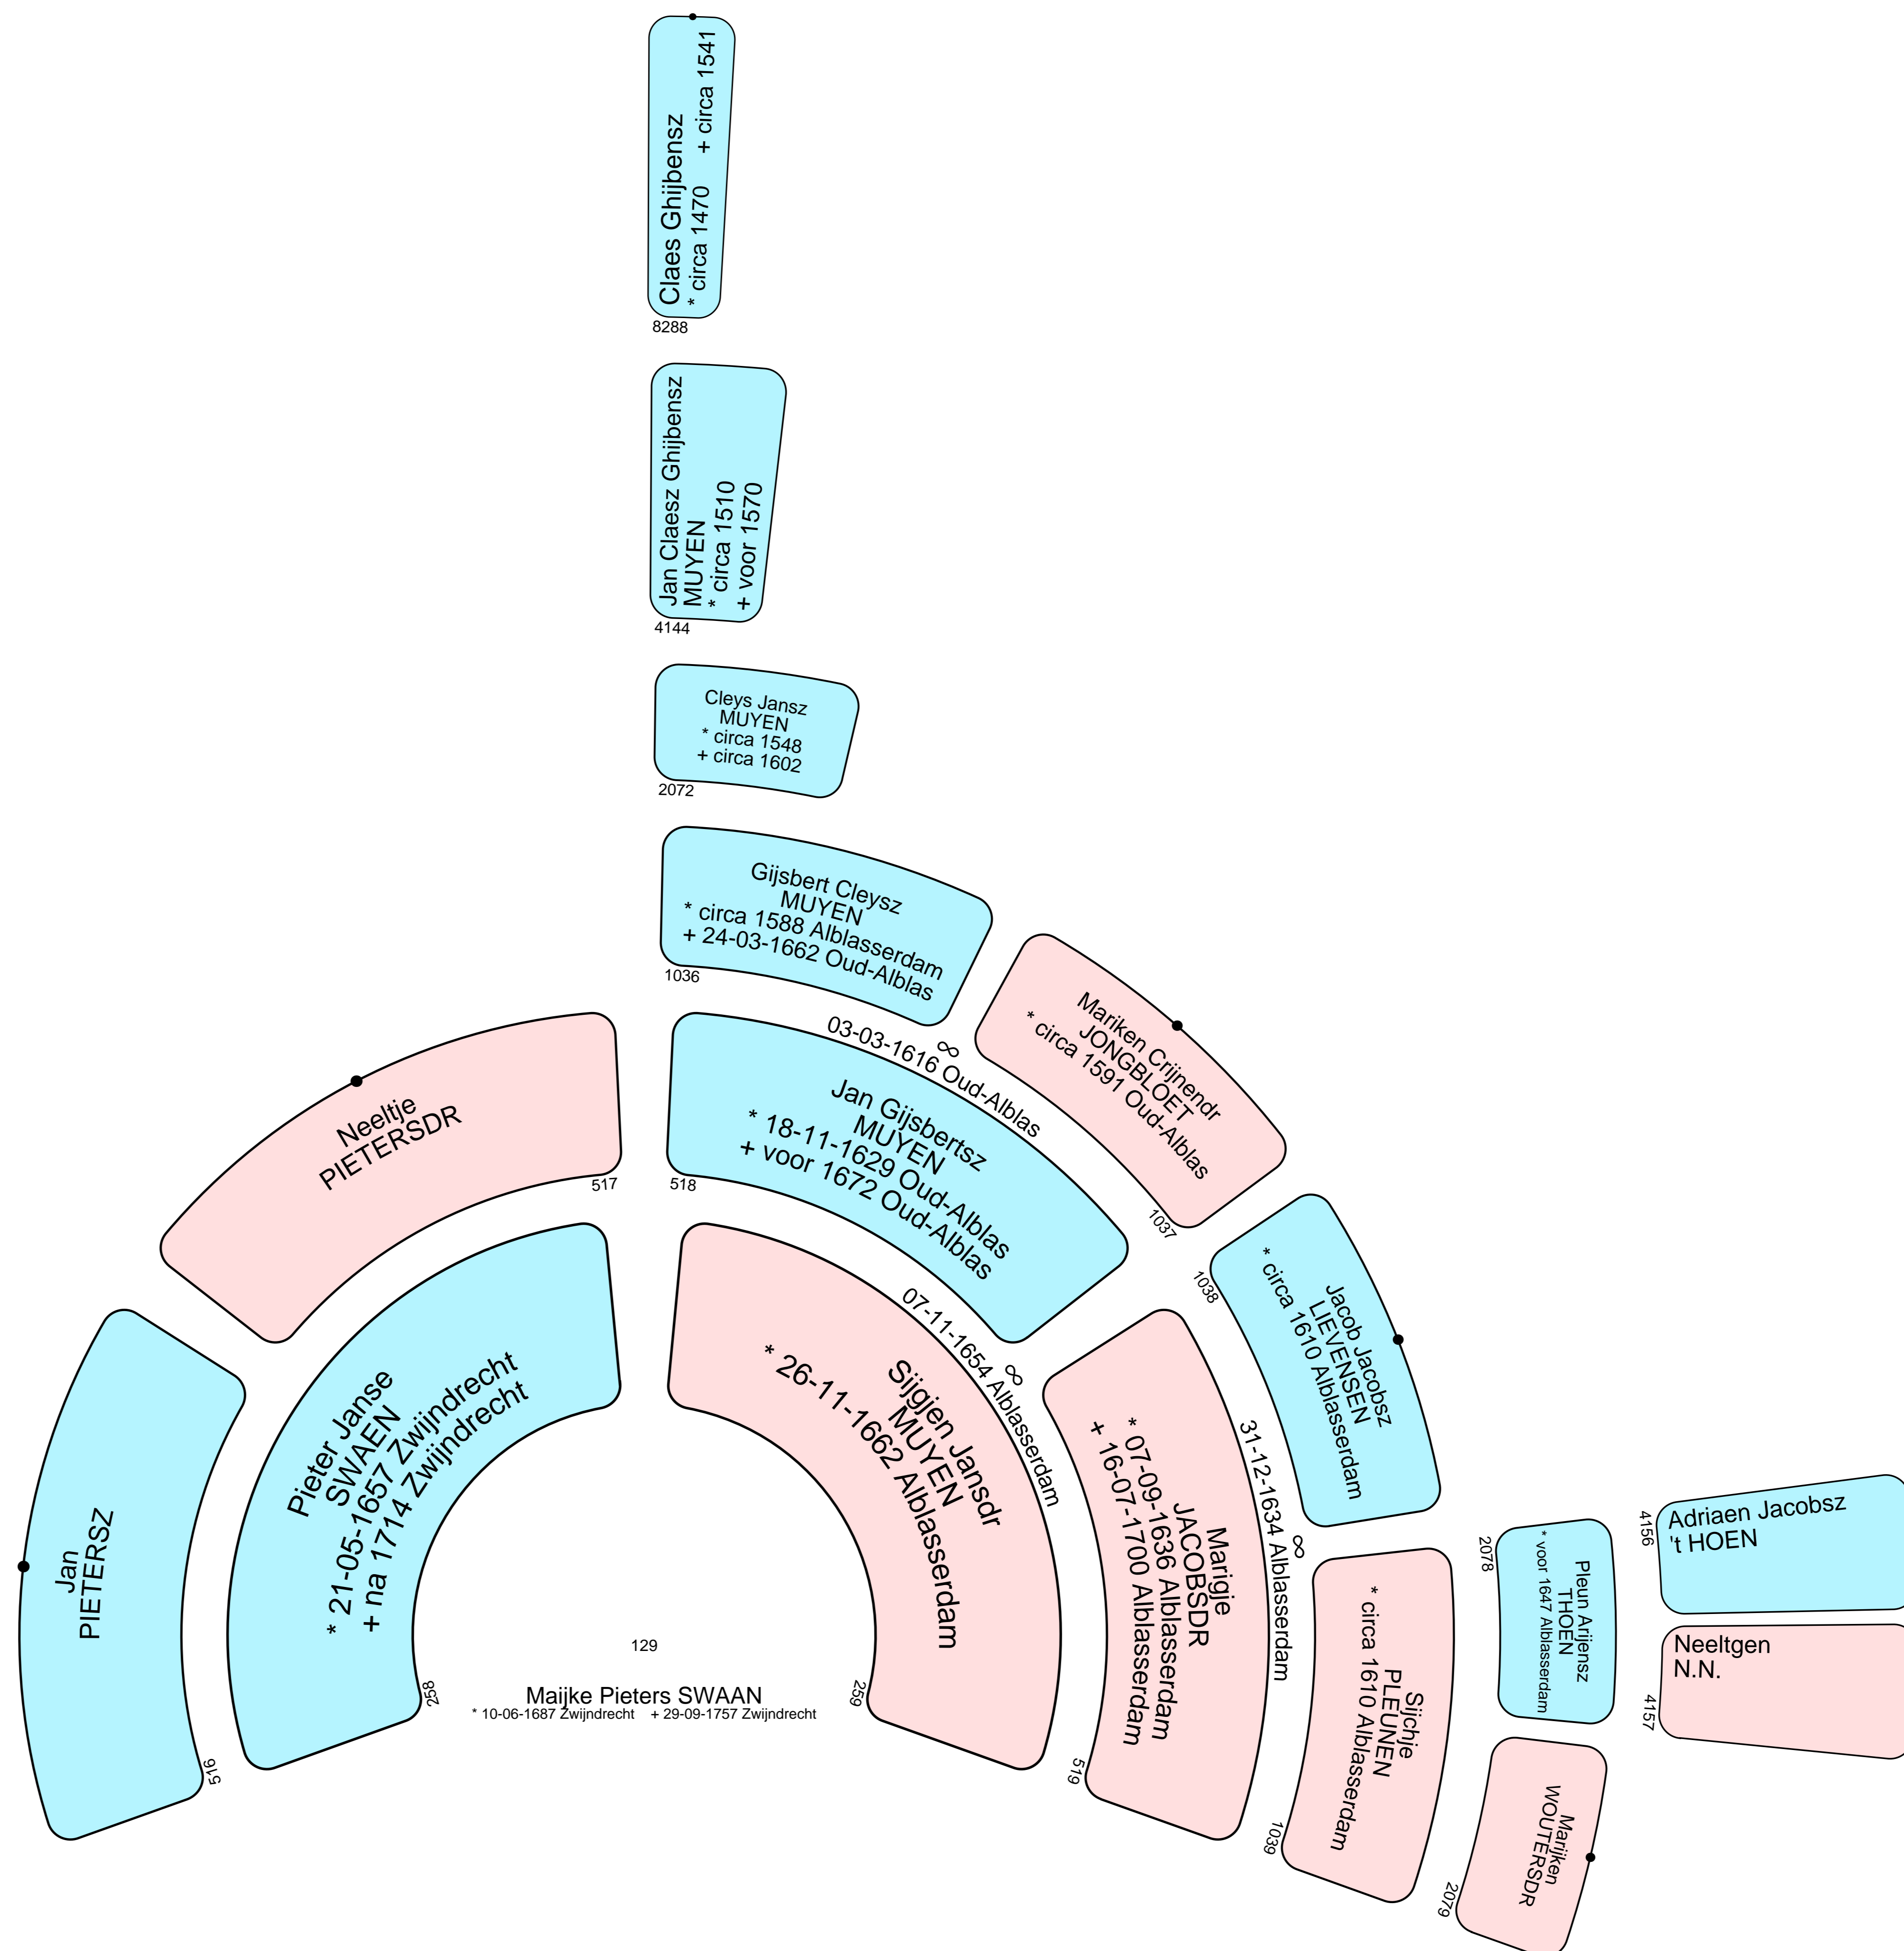 Claes Ghijbensz
* circa 1470 + circa 1541
8288
Jan Claesz Ghijbensz
MUYEN
* circa 1510
+ voor 1570
4144
Cleys Jansz
MUYEN
* circa 1548
+ circa 1602
2072
Gijsbert Cleysz
MUYEN
* circa 1588 Alblasserdam
+ 24-03-1662 Oud-Alblas
1036
Mariken Crijnendr
JONGBLOET
* circa 1591 Oud-Alblas
1037
∞
03-03-1616 Oud-Alblas
Neeltje
PIETERSDR
517
Jan Gijsbertsz
MUYEN
* 18-11-1629 Oud-Alblas
+ voor 1672 Oud-Alblas
518
Jacob Jacobsz
LIEVENSEN
* circa 1610 Alblasserdam
1038
∞
07-11-1654 Alblasserdam
Jan
PIETERSZ
516
Pieter Janse
SWAEN
* 21-05-1657 Zwijndrecht
+ na 1714 Zwijndrecht
258
Sijgjen Jansdr
MUYEN
* 26-11-1662 Alblasserdam
259
Marigje
JACOBSDR
* 07-09-1636 Alblasserdam
+ 16-07-1700 Alblasserdam
519
∞
31-12-1634 Alblasserdam
Sijchje
PLEUNEN
* circa 1610 Alblasserdam
1039
Pleun Arijensz
THOEN
* voor 1647 Alblasserdam
2078
Adriaen Jacobsz
't HOEN
4156
Neeltgen
N.N.
4157
Marijken
WOUTERSDR
2079
129
Maijke Pieters SWAAN
* 10-06-1687 Zwijndrecht + 29-09-1757 Zwijndrecht